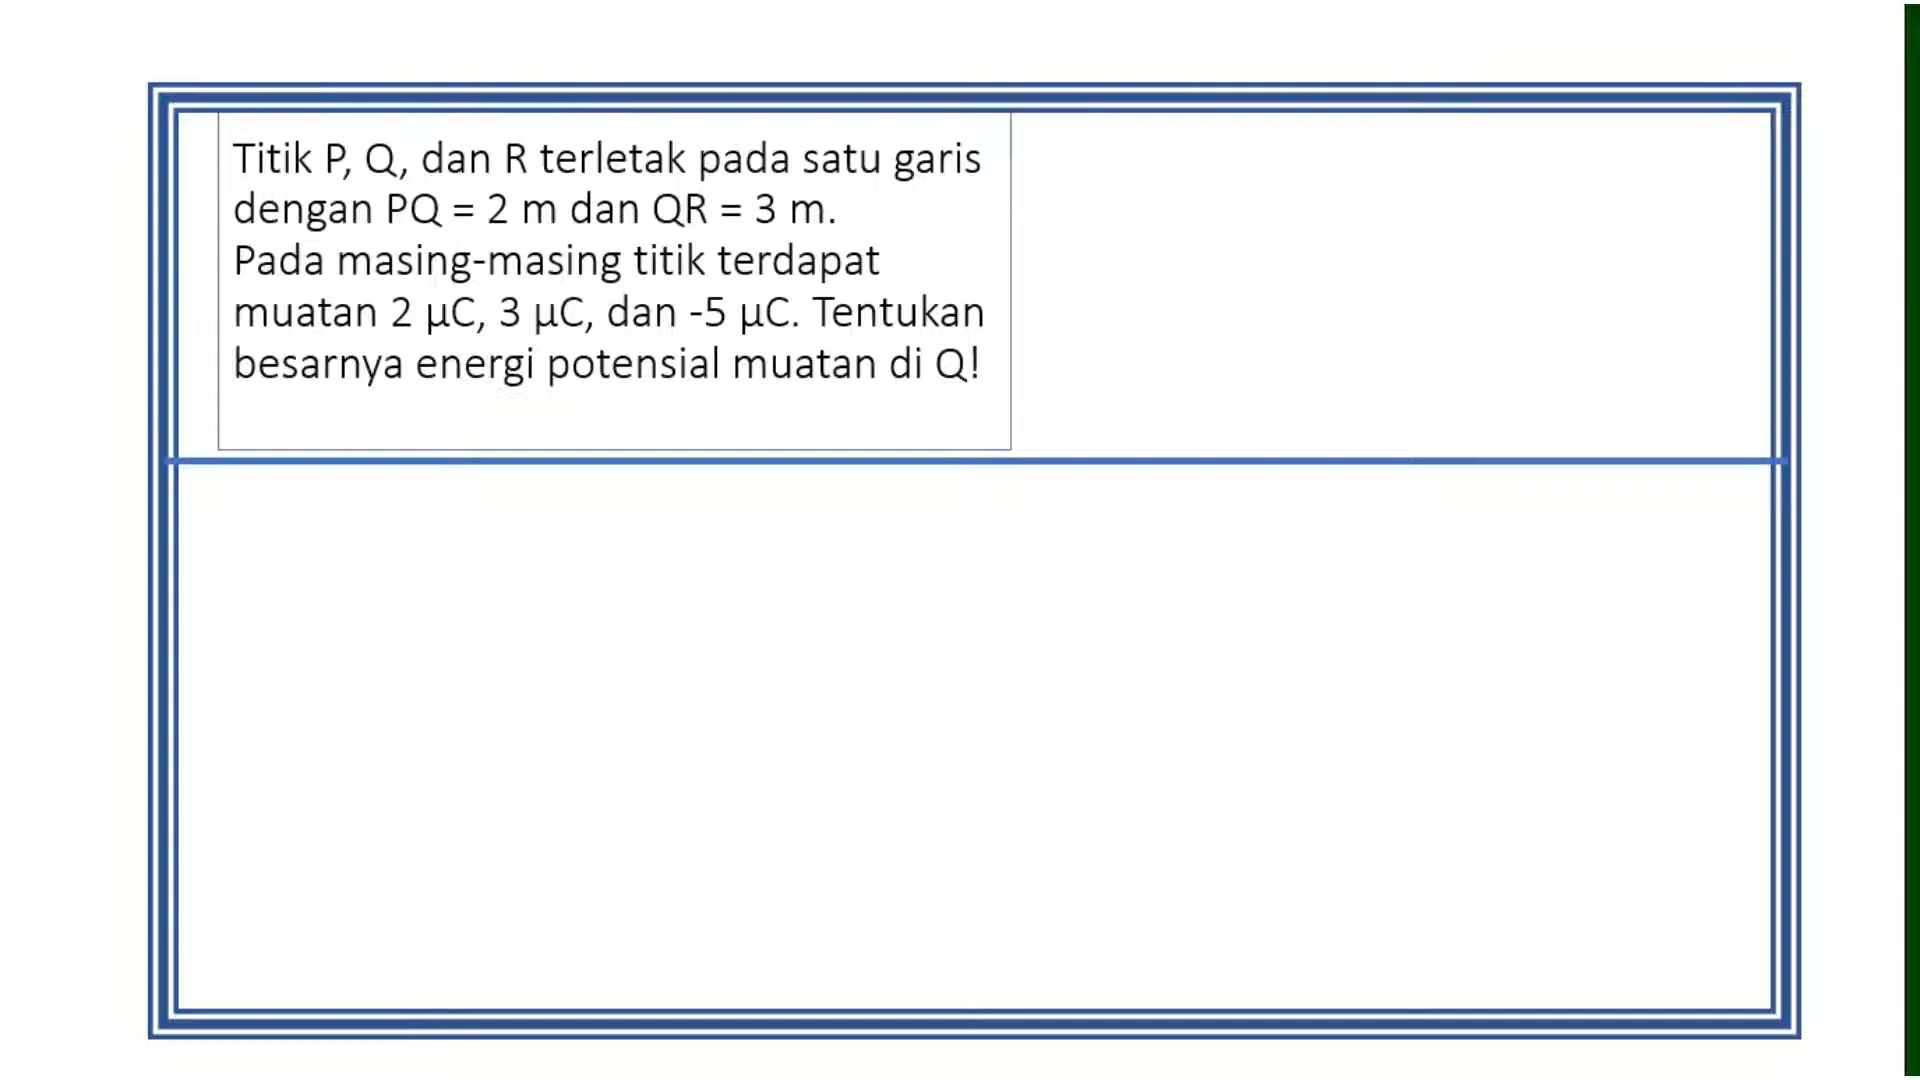 Titik P, Q, dan R terletak pada satu garis
dengan PQ = 2 m dan QR = 3 m.
Pada masing-masing titik terdapat
muatan 2 μC, 3 μC, dan -5 μC. Tentukan
besarnya energi potensial muatan di Q!